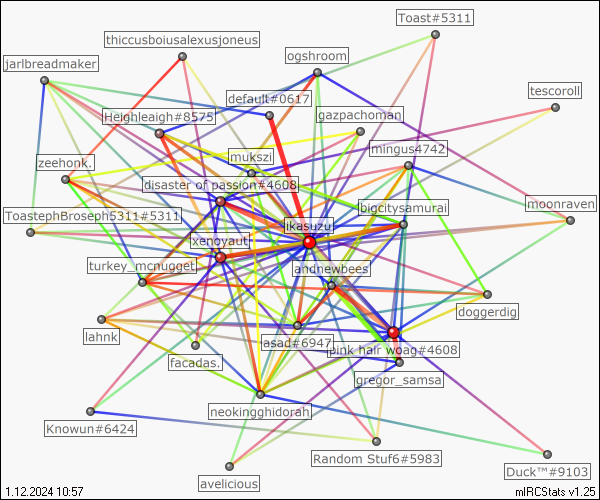 Toast#5311
thiccusboiusalexusjoneus
ogshroom
jarlbreadmaker
tescoroll
default#0617
gazpachoman
Heighleigh#8575
mingus4742
mukszi
zeehonk.
disaster of passion#4608
moonraven
bigcitysamurai
ToastephBroseph5311#5311
ikasuzu
xenoyaut
andnewbees
turkey_mcnugget
doggerdig
lahnk
asad#6947
pink hair woag#4608
facadas.
gregor_samsa
neokingghidorah
Knowun#6424
Random Stuf6#5983
Duck™#9103
avelicious
1.12.2024 10:57
mIRCStats v1.25